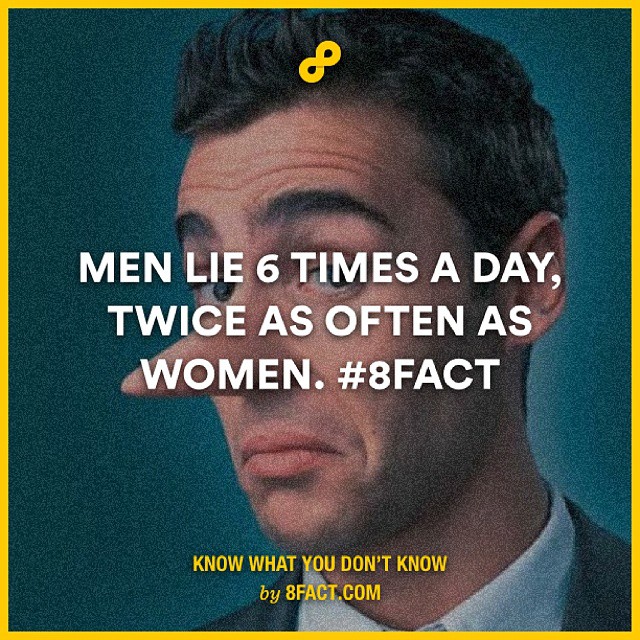 MEN LIE 6 TIMES A DAY,
TWICE AS OFTEN AS
WOMEN. #8FACT
KNOW WHAT YOU DON'T KNOW
by 8FACT.COM